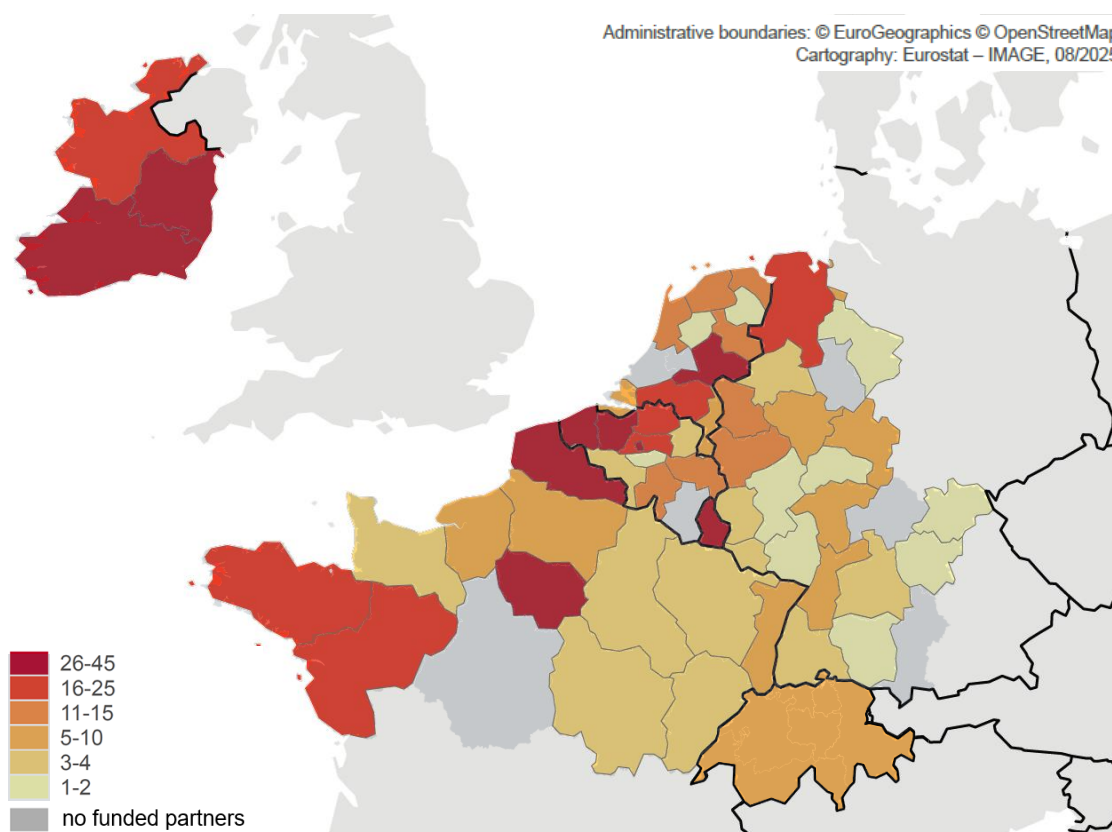 Administrative boundaries: © EuroGeographics © OpenStreetMap
Cartography: Eurostat – IMAGE, 08/2025
26-45
16-25
11-15
5-10
3-4
1-2
no funded partners